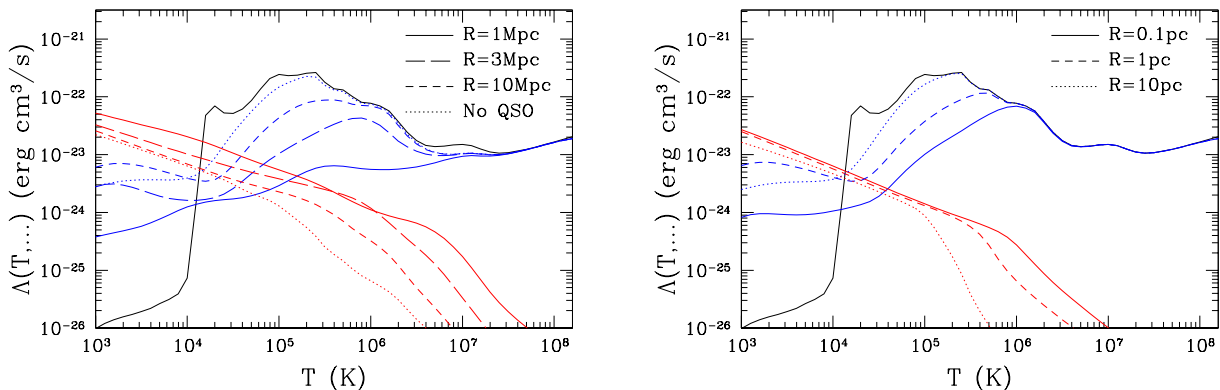 10⁻²¹
10⁻²²
10⁻²³
10⁻²⁴
10⁻²⁵
10⁻²⁶
Λ(T,...) (erg cm³/s)
R=1Mpc
R=3Mpc
R=10Mpc
No QSO
10³ 10⁴ 10⁵ 10⁶ 10⁷ 10⁸
T (K)
10⁻²¹
10⁻²²
10⁻²³
10⁻²⁴
10⁻²⁵
10⁻²⁶
Λ(T,...) (erg cm³/s)
R=0.1pc
R=1pc
R=10pc
10³ 10⁴ 10⁵ 10⁶ 10⁷ 10⁸
T (K)